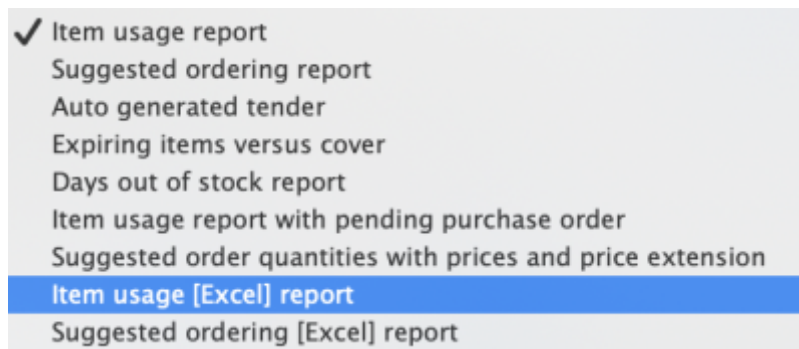 Item usage report
Suggested ordering report
Auto generated tender
Expiring items versus cover
Days out of stock report
Item usage report with pending purchase order
Suggested order quantities with prices and price extension
Item usage [Excel] report
Suggested ordering [Excel] report